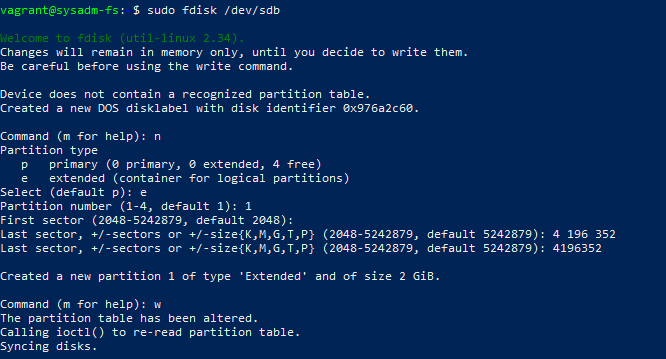 vagrant@sysadm-fs: $ sudo fdisk /dev/sdb
Welcome to fdisk (util-linux 2.34).
Changes will remain in memory only, until you decide to write them.
Be careful before using the write command.
Device does not contain a recognized partition table.
Created a new DOS disklabel with disk identifier 0x976a2c60.
Command (m for help): n
Partition type
p primary (0 primary, 0 extended, 4 free)
e extended (container for logical partitions)
Select (default p): e
Partition number (1-4, default 1): 1
First sector (2048-5242879, default 2048):
Last sector, +/-sectors or +/-size{K,M,G,T,P} (2048-5242879, default 5242879): 4 196 352
Last sector, +/-sectors or +/-size{K,M,G,T,P} (2048-5242879, default 5242879): 4196352
Created a new partition 1 of type 'Extended' and of size 2 GiB.
Command (m for help): w
The partition table has been altered.
Calling ioctl() to re-read partition table.
Syncing disks.